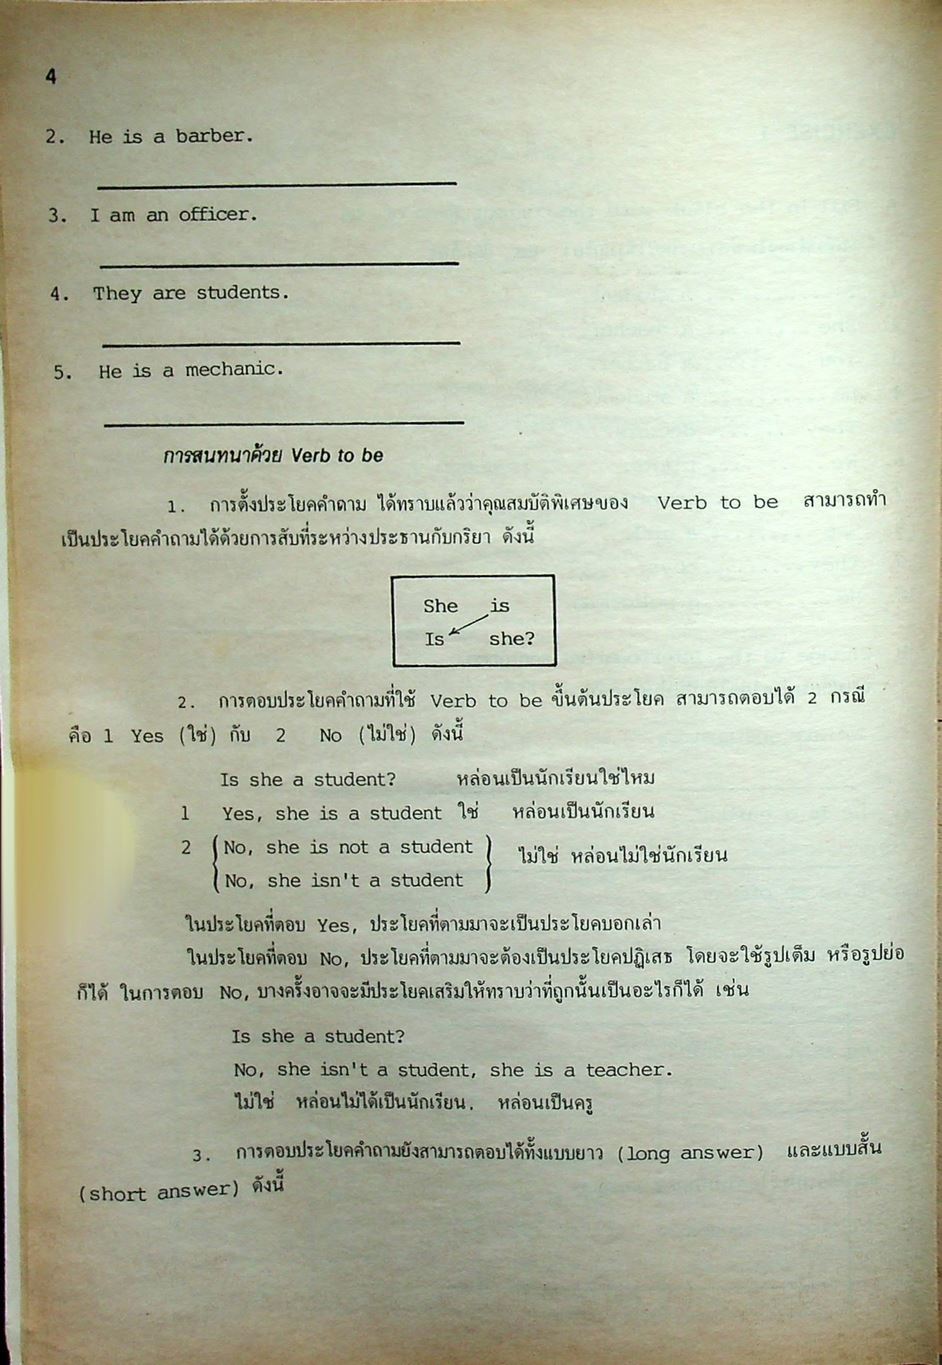 4
2. He is a barber.
3. I am an officer.
4. They are students.
5. He is a mechanic.
การสนทนาด้วย Verb to be
1. การตั้งประโยคคำถาม ได้ทราบแล้วว่าคุณสมบัติพิเศษของ Verb to be สามารถทำ
เป็นประโยคคำถามได้ด้วยการสับที่ระหว่างประธานกับกริยา ดังนี้
She is
Is she?
2. การตอบประโยคคำถามที่ใช้ Verb to be ขึ้นต้นประโยค สามารถตอบได้ 2 กรณี
คือ 1 Yes (ใช่) กับ 2 No (ไม่ใช่) ดังนี้
Is she a student? หล่อนเป็นนักเรียนใช่ไหม
1 Yes, she is a student ใช่ หล่อนเป็นนักเรียน
2 No, she is not a student ไม่ใช่ หล่อนไม่ใช่นักเรียน
No, she isn't a student
ในประโยคที่ตอบ Yes, ประโยคที่ตามมาจะเป็นประโยคบอกเล่า
ในประโยคที่ตอบ No, ประโยคที่ตามมาจะต้องเป็นประโยคปฏิเสธ โดยจะใช้รูปเต็ม หรือรูปย่อ
ก็ได้ ในการตอบ No, บางครั้งอาจจะมีประโยคเสริมให้ทราบว่าที่ถูกนั้นเป็นอะไรก็ได้ เช่น
Is she a student?
No, she isn't a student, she is a teacher.
ไม่ใช่ หล่อนไม่ได้เป็นนักเรียน. หล่อนเป็นครู
3. การตอบประโยคคำถามยังสามารถตอบได้ทั้งแบบยาว (long answer) และแบบสั้น
(short answer) ดังนี้